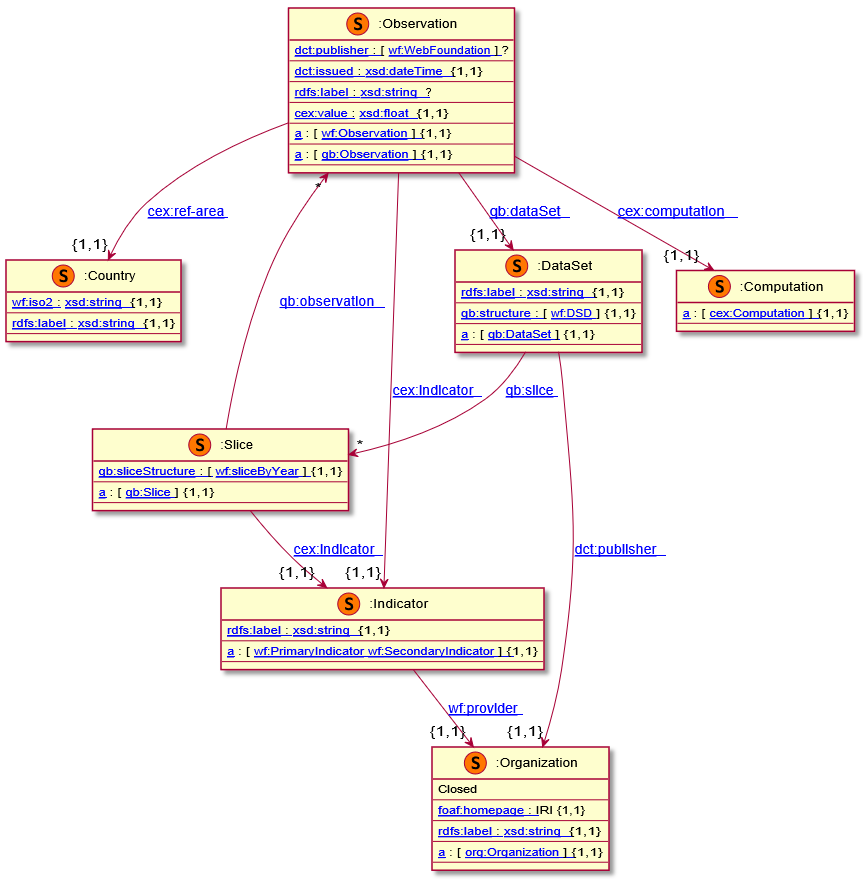 S :Observation
dct:publisher : [ wf:WebFoundation ] ?
dct:issued : xsd:dateTime {1,1}
rdfs:label : xsd:string ?
cex:value : xsd:float {1,1}
a : [ wf:Observation ] {1,1}
a : [ qb:Observation ] {1,1}
*
cex:ref-area
qb:dataSet
cex:computation
{1,1}
{1,1}
{1,1}
S :Country
wf:iso2 : xsd:string {1,1}
rdfs:label : xsd:string {1,1}
S :DataSet
rdfs:label : xsd:string {1,1}
qb:structure : [ wf:DSD ] {1,1}
a : [ qb:DataSet ] {1,1}
S :Computation
a : [ cex:Computation ] {1,1}
qb:observation
cex:indicator
qb:slice
*
S :Slice
qb:sliceStructure : [ wf:sliceByYear ] {1,1}
a : [ qb:Slice ] {1,1}
cex:indicator
dct:publisher
{1,1}
{1,1}
S :Indicator
rdfs:label : xsd:string {1,1}
a : [ wf:PrimaryIndicator wf:SecondaryIndicator ] {1,1}
wf:provider
{1,1}
{1,1}
S :Organization
Closed
foaf:homepage : IRI {1,1}
rdfs:label : xsd:string {1,1}
a : [ org:Organization ] {1,1}